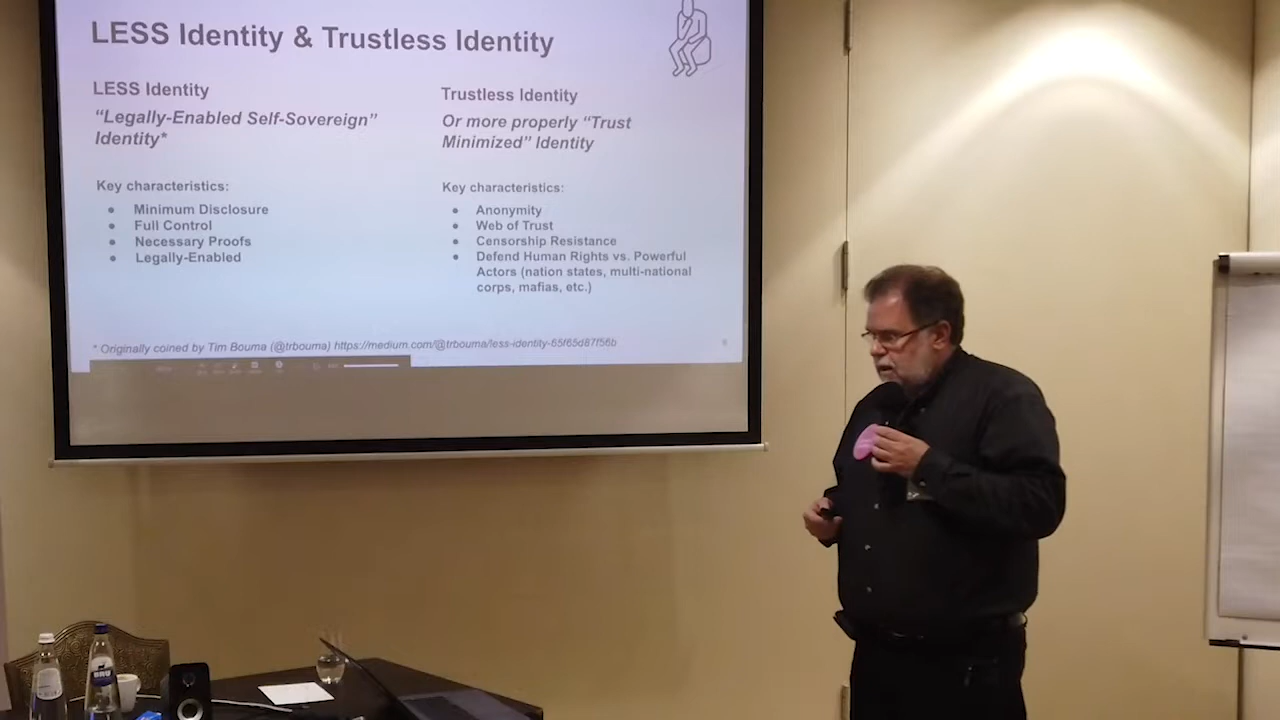 LESS Identity & Trustless Identity
LESS Identity
"Legally-Enabled Self-Sovereign"
Identity*
Key characteristics:
● Minimum Disclosure
● Full Control
● Necessary Proofs
● Legally-Enabled
Trustless Identity
Or more properly "Trust
Minimized" Identity
Key characteristics:
● Anonymity
● Web of Trust
● Censorship Resistance
● Defend Human Rights vs. Powerful
Actors (nation states, multi-national
corps, mafias, etc.)
* Originally coined by Tim Bouma (@trbouma) https://medium.com/@trbouma/less-identity-65f65d87f56b
BRU